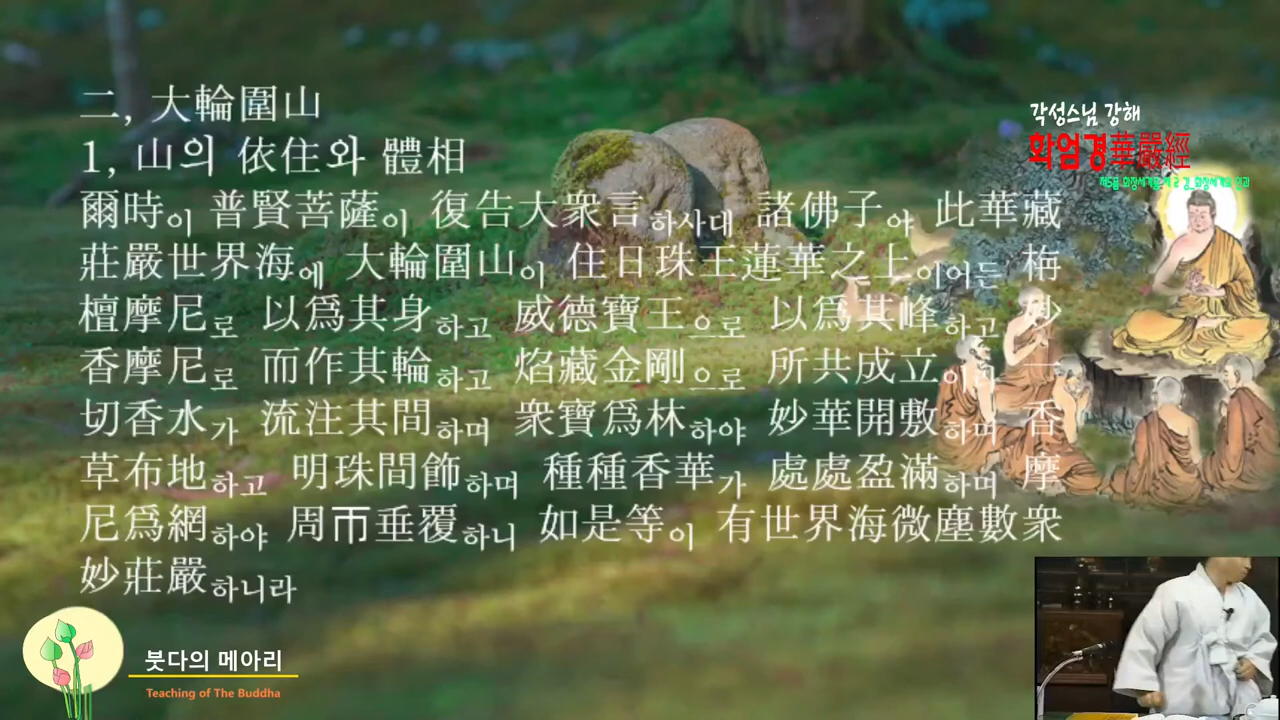 二, 大輪圍山
1, 山의 依住와 體相
爾時이 普賢菩薩이 復告大衆言하사대 諸佛子야 此華藏
莊嚴世界海에 大輪圍山이 住日珠王蓮華之上이어든 栴
檀摩尼로 以爲其身하고 威德寶王으로 以爲其峰하고 妙
香摩尼로 而作其輪하고 焰藏金剛으로 所共成立이라 一
切香水가 流注其間하며 衆寶爲林하야 妙華開敷하며 香
草布地하고 明珠間飾하며 種種香華가 處處盈滿하며 摩
尼爲網하야 周帀垂覆하니 如是等이 有世界海微塵數衆
妙莊嚴하니라
각성스님 강해
화엄경華嚴經
붓다의 메아리
Teaching of The Buddha